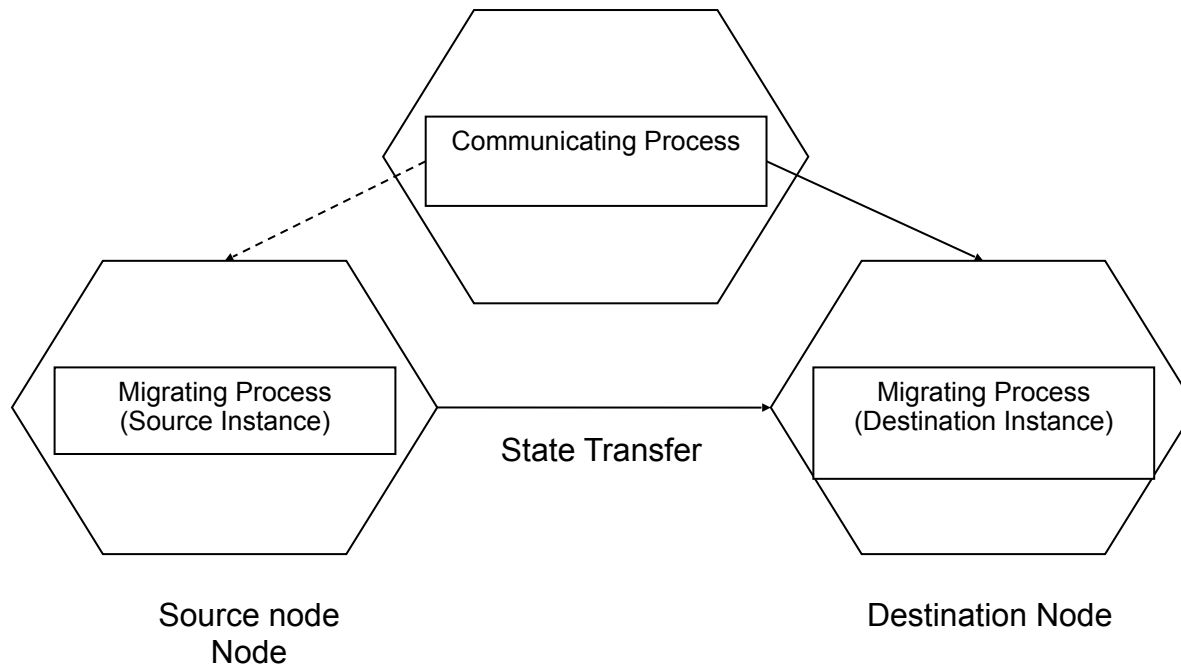 Communicating Process
Migrating Process
(Source Instance)
State Transfer
Migrating Process
(Destination Instance)
Source node
Node
Destination Node